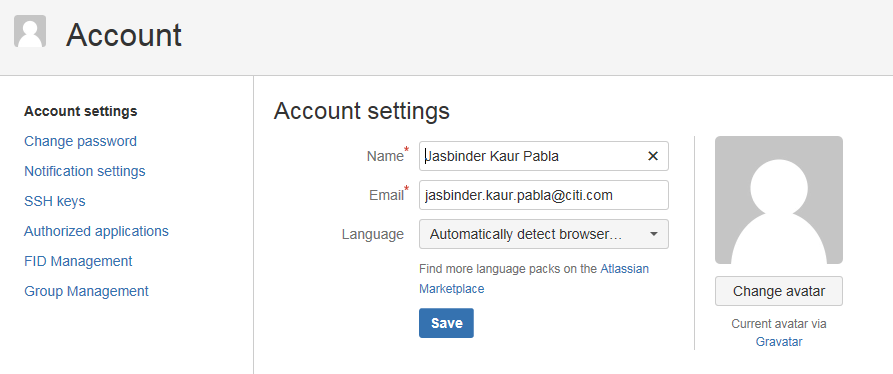 Account
Account settings
Change password
Notification settings
SSH keys
Authorized applications
FID Management
Group Management
Account settings
Name* Jasbinder Kaur Pabla ✕
Email* jasbinder.kaur.pabla@citi.com
Language Automatically detect browser…
Find more language packs on the Atlassian
Marketplace
Save
Change avatar
Current avatar via
Gravatar